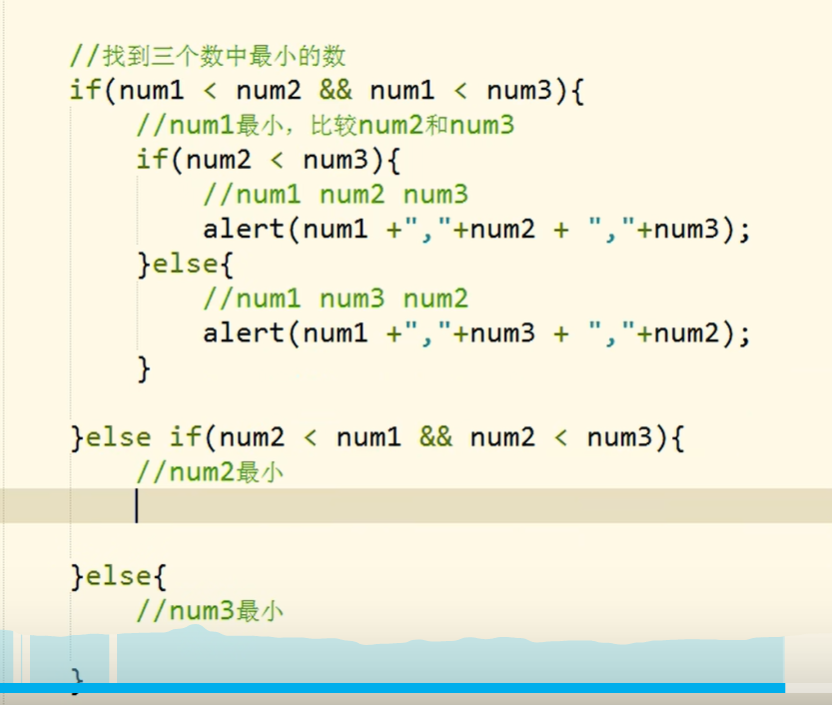 //找到三个数中最小的数
if(num1 < num2 && num1 < num3){
//num1最小，比较num2和num3
if(num2 < num3){
//num1 num2 num3
alert(num1 +","+num2 + ","+num3);
}else{
//num1 num3 num2
alert(num1 +","+num3 + ","+num2);
}
}else if(num2 < num1 && num2 < num3){
//num2最小
}else{
//num3最小
}